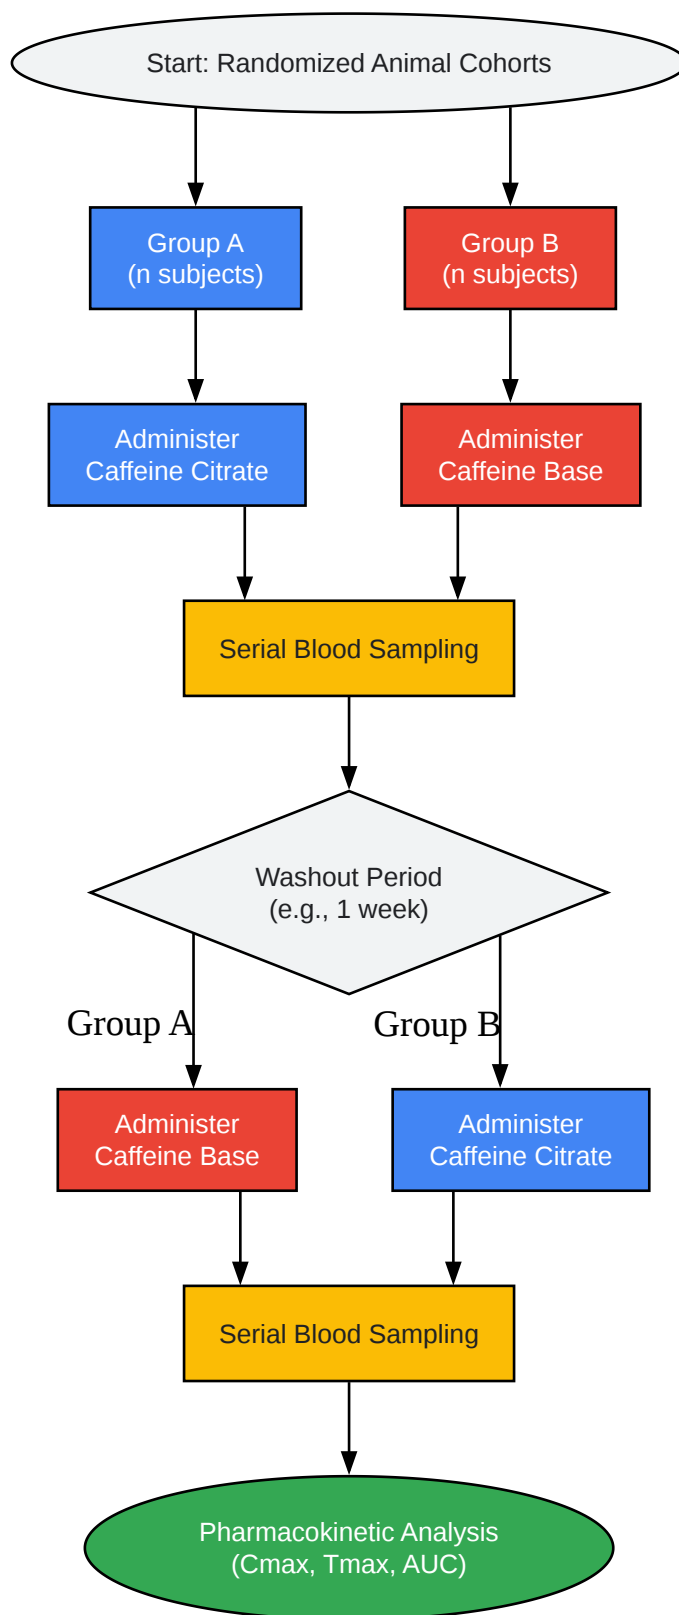 Start: Randomized Animal Cohorts
Group A
(n subjects)
Group B
(n subjects)
Administer
Caffeine Citrate
Administer
Caffeine Base
Serial Blood Sampling
Washout Period
(e.g., 1 week)
Group A
Group B
Administer
Caffeine Base
Administer
Caffeine Citrate
Serial Blood Sampling
Pharmacokinetic Analysis
(Cmax, Tmax, AUC)